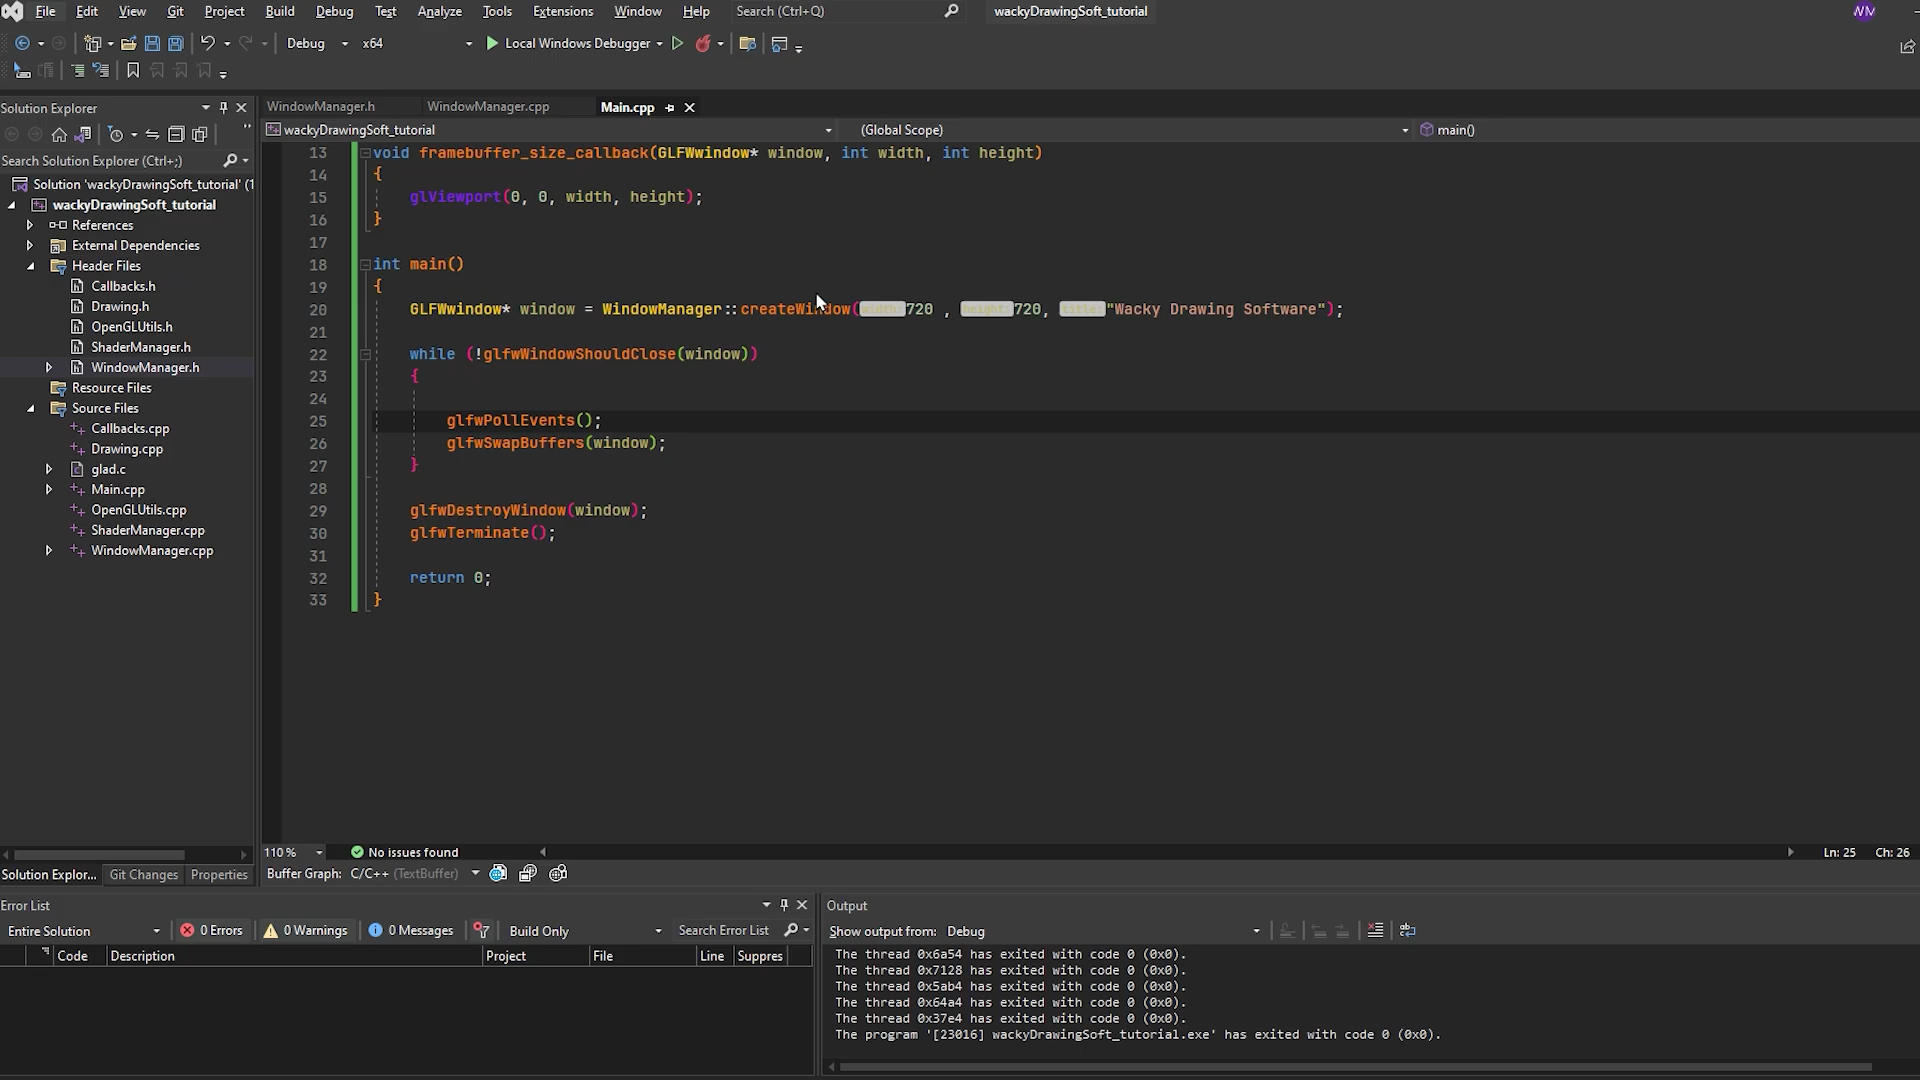 File Edit View Git Project Build Debug Test Analyze Tools Extensions Window Help Search (Ctrl+Q) wackyDrawingSoft_tutorial WM
Debug x64 Local Windows Debugger
Solution Explorer
Search Solution Explorer (Ctrl+;)
Solution 'wackyDrawingSoft_tutorial' (1
wackyDrawingSoft_tutorial
References
External Dependencies
Header Files
Callbacks.h
Drawing.h
OpenGLUtils.h
ShaderManager.h
WindowManager.h
Resource Files
Source Files
Callbacks.cpp
Drawing.cpp
glad.c
Main.cpp
OpenGLUtils.cpp
ShaderManager.cpp
WindowManager.cpp
Solution Explor... Git Changes Properties
WindowManager.h WindowManager.cpp Main.cpp
wackyDrawingSoft_tutorial (Global Scope) main()
13 void framebuffer_size_callback(GLFWwindow* window, int width, int height)
14 {
15 glViewport(0, 0, width, height);
16 }
17
18 int main()
19 {
20 GLFWwindow* window = WindowManager::createWindow(width: 720 , height: 720, title: "Wacky Drawing Software");
21
22 while (!glfwWindowShouldClose(window))
23 {
24
25 glfwPollEvents();
26 glfwSwapBuffers(window);
27 }
28
29 glfwDestroyWindow(window);
30 glfwTerminate();
31
32 return 0;
33 }
110 % No issues found Ln: 25 Ch: 26
Buffer Graph: C/C++ (TextBuffer)
Error List
Entire Solution 0 Errors 0 Warnings 0 Messages Build Only Search Error List
Code Description Project File Line Suppres
Output
Show output from: Debug
The thread 0x6a54 has exited with code 0 (0x0).
The thread 0x7128 has exited with code 0 (0x0).
The thread 0x5ab4 has exited with code 0 (0x0).
The thread 0x64a4 has exited with code 0 (0x0).
The thread 0x37e4 has exited with code 0 (0x0).
The program '[23016] wackyDrawingSoft_tutorial.exe' has exited with code 0 (0x0).